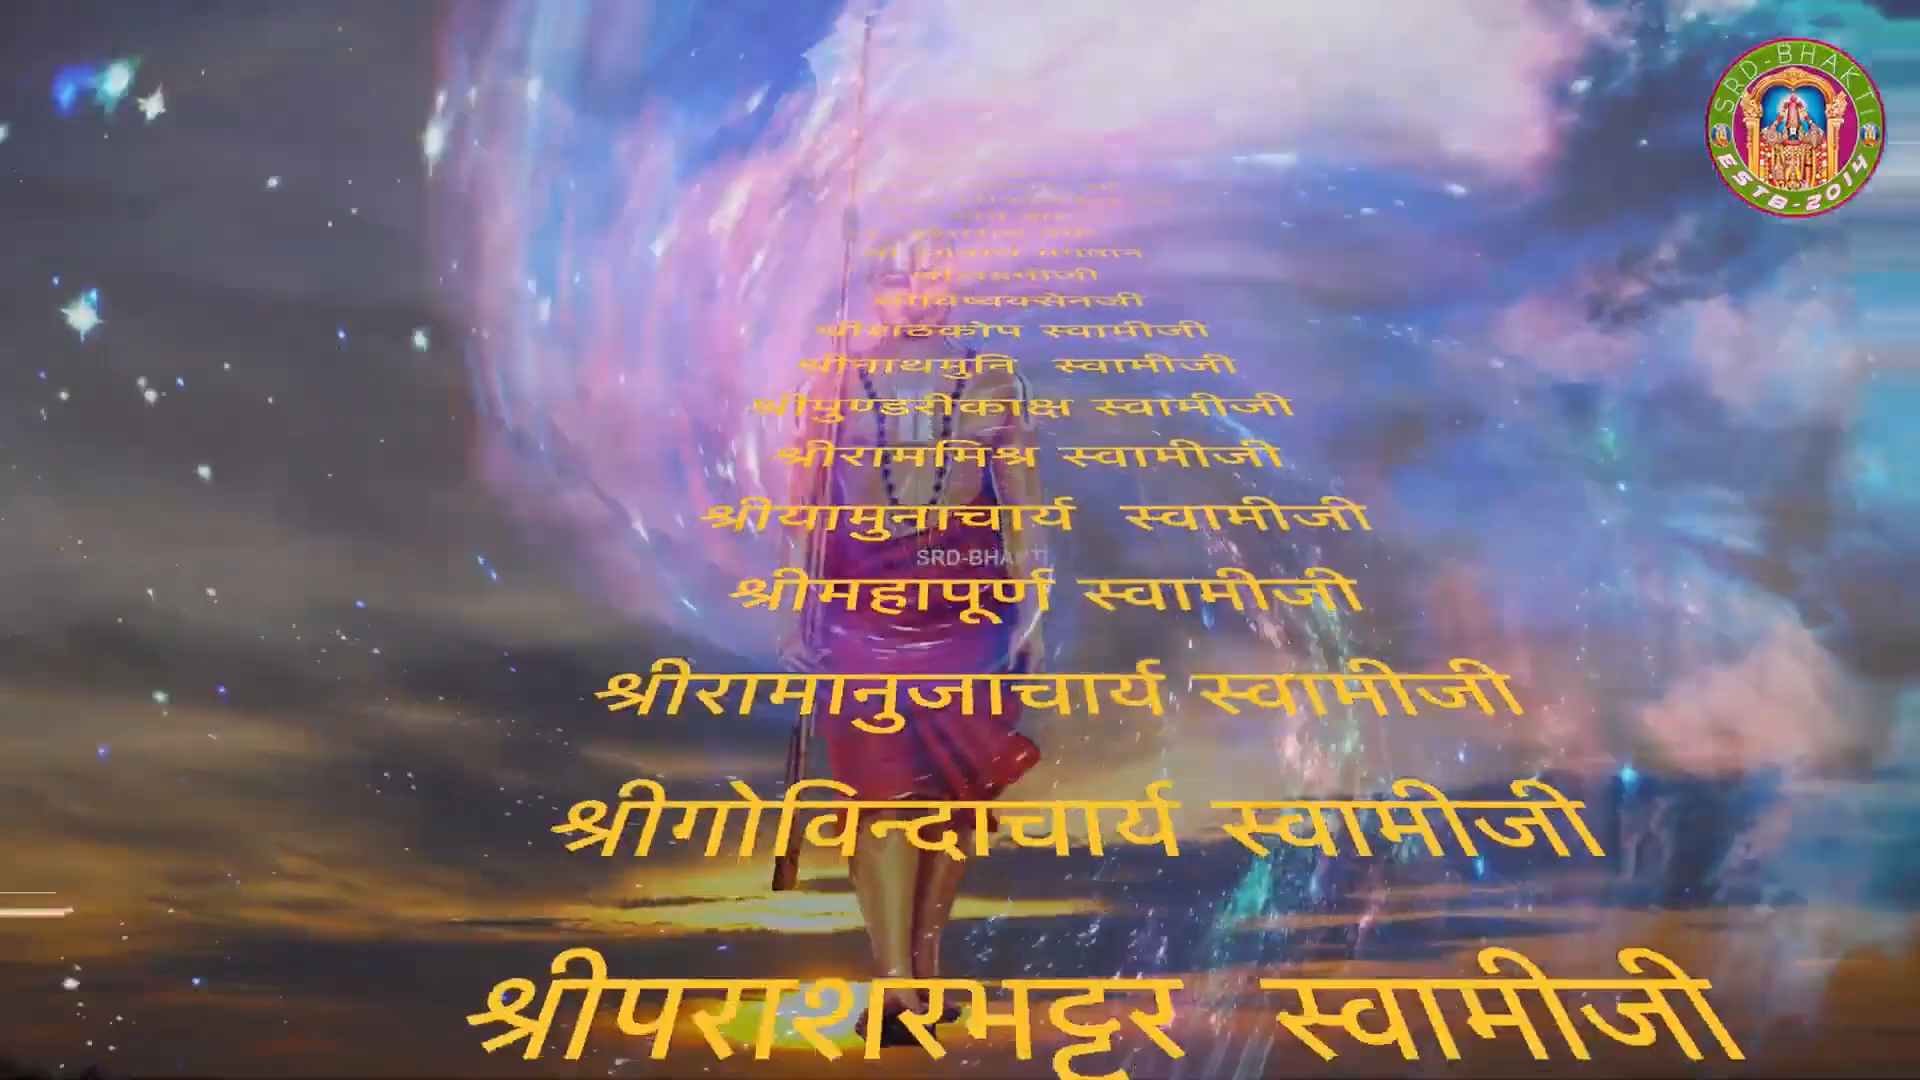 SRD-BHAKTI
ESTB-2014
श्रीविष्वक्सेनजी
श्रीशठकोप स्वामीजी
श्रीनाथमुनि स्वामीजी
श्रीपुण्डरीकाक्ष स्वामीजी
श्रीराममिश्र स्वामीजी
श्रीयामुनाचार्य स्वामीजी
SRD-BHAKTI
श्रीमहापूर्ण स्वामीजी
श्रीरामानुजाचार्य स्वामीजी
श्रीगोविन्दाचार्य स्वामीजी
श्रीपराशरभट्टर स्वामीजी